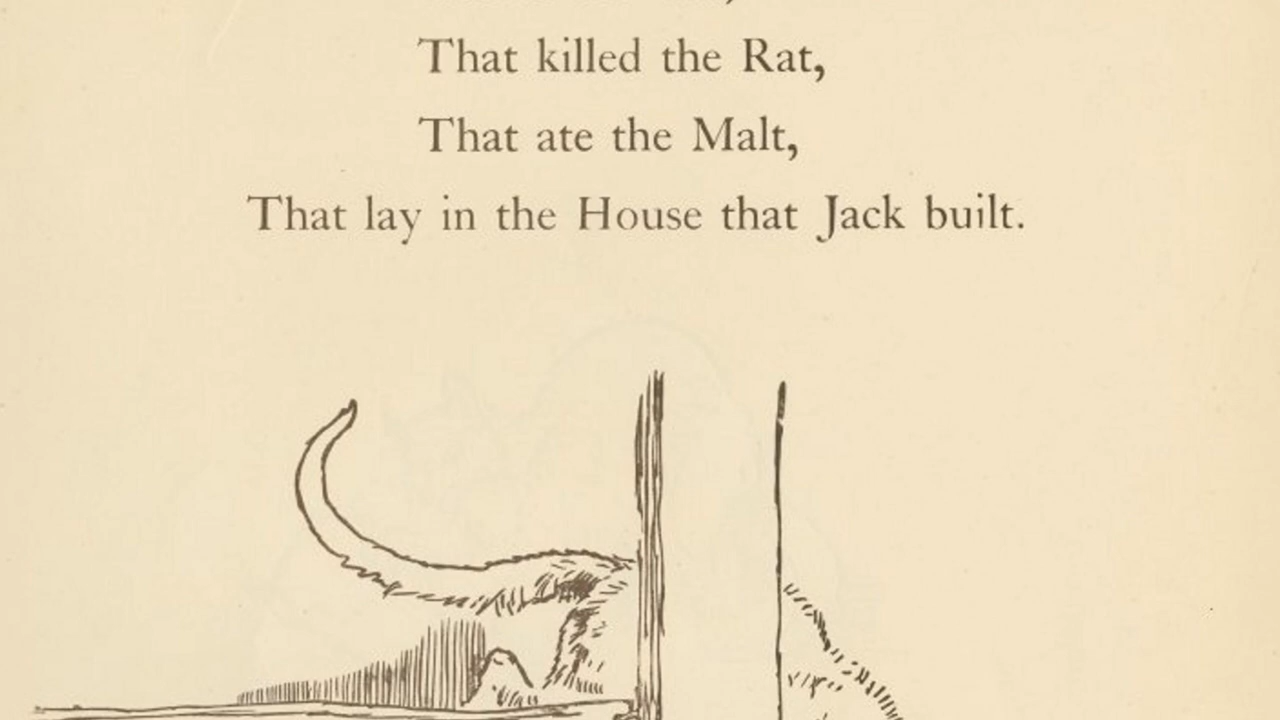 That killed the Rat,
That ate the Malt,
That lay in the House that Jack built.